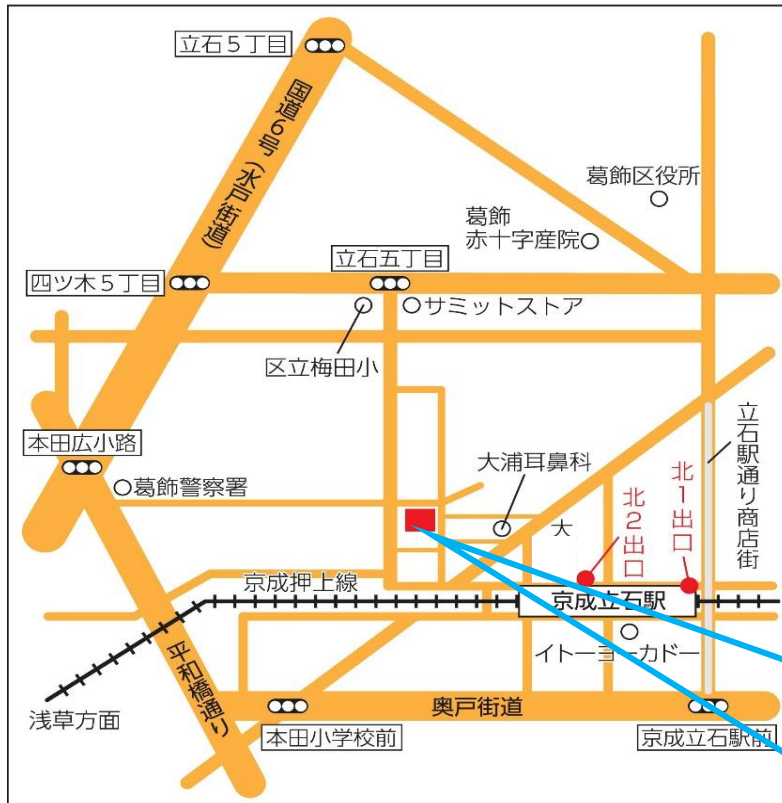 立石5丁目
国道6号(水戸街道)
葛飾区役所
葛飾
赤十字産院
立石五丁目
四ツ木5丁目
サミットストア
区立梅田小
本田広小路
葛飾警察署
大浦耳鼻科
大
立石駅通り商店街
北1出口
北2出口
京成押上線
京成立石駅
イトーヨーカドー
平和橋通り
浅草方面
奥戸街道
本田小学校前
京成立石駅前